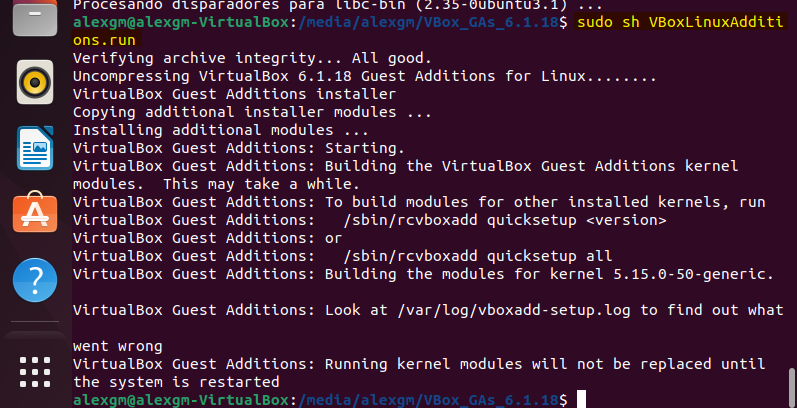 Procesando disparadores para libc-bin (2.35-0ubuntu3.1) ...
alexgm@alexgm-VirtualBox:/media/alexgm/VBox_GAs_6.1.18$ sudo sh VBoxLinuxAdditi
ons.run
Verifying archive integrity... All good.
Uncompressing VirtualBox 6.1.18 Guest Additions for Linux........
VirtualBox Guest Additions installer
Copying additional installer modules ...
Installing additional modules ...
VirtualBox Guest Additions: Starting.
VirtualBox Guest Additions: Building the VirtualBox Guest Additions kernel
modules.  This may take a while.
VirtualBox Guest Additions: To build modules for other installed kernels, run
VirtualBox Guest Additions:   /sbin/rcvboxadd quicksetup <version>
VirtualBox Guest Additions: or
VirtualBox Guest Additions:   /sbin/rcvboxadd quicksetup all
VirtualBox Guest Additions: Building the modules for kernel 5.15.0-50-generic.
VirtualBox Guest Additions: Look at /var/log/vboxadd-setup.log to find out what
went wrong
VirtualBox Guest Additions: Running kernel modules will not be replaced until
the system is restarted
alexgm@alexgm-VirtualBox:/media/alexgm/VBox_GAs_6.1.18$